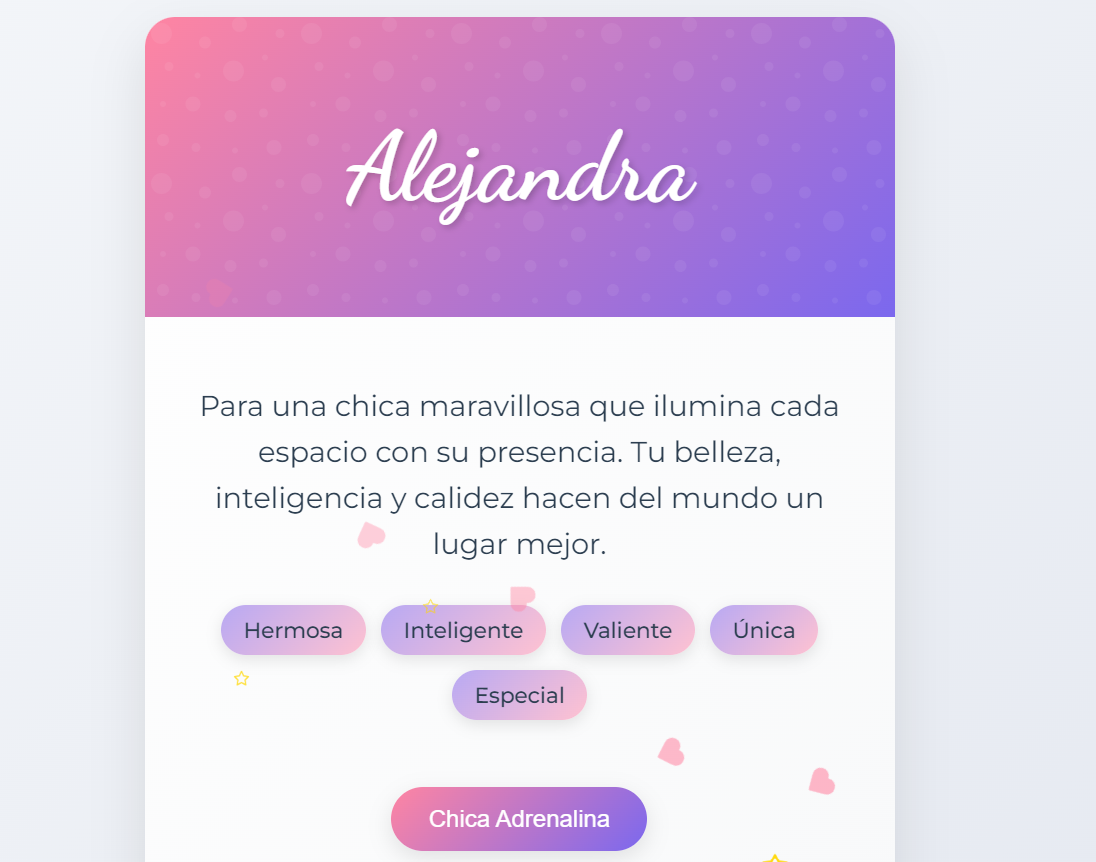 Alejandra
Para una chica maravillosa que ilumina cada
espacio con su presencia. Tu belleza,
inteligencia y calidez hacen del mundo un
lugar mejor.
Hermosa Inteligente Valiente Única
Especial
Chica Adrenalina